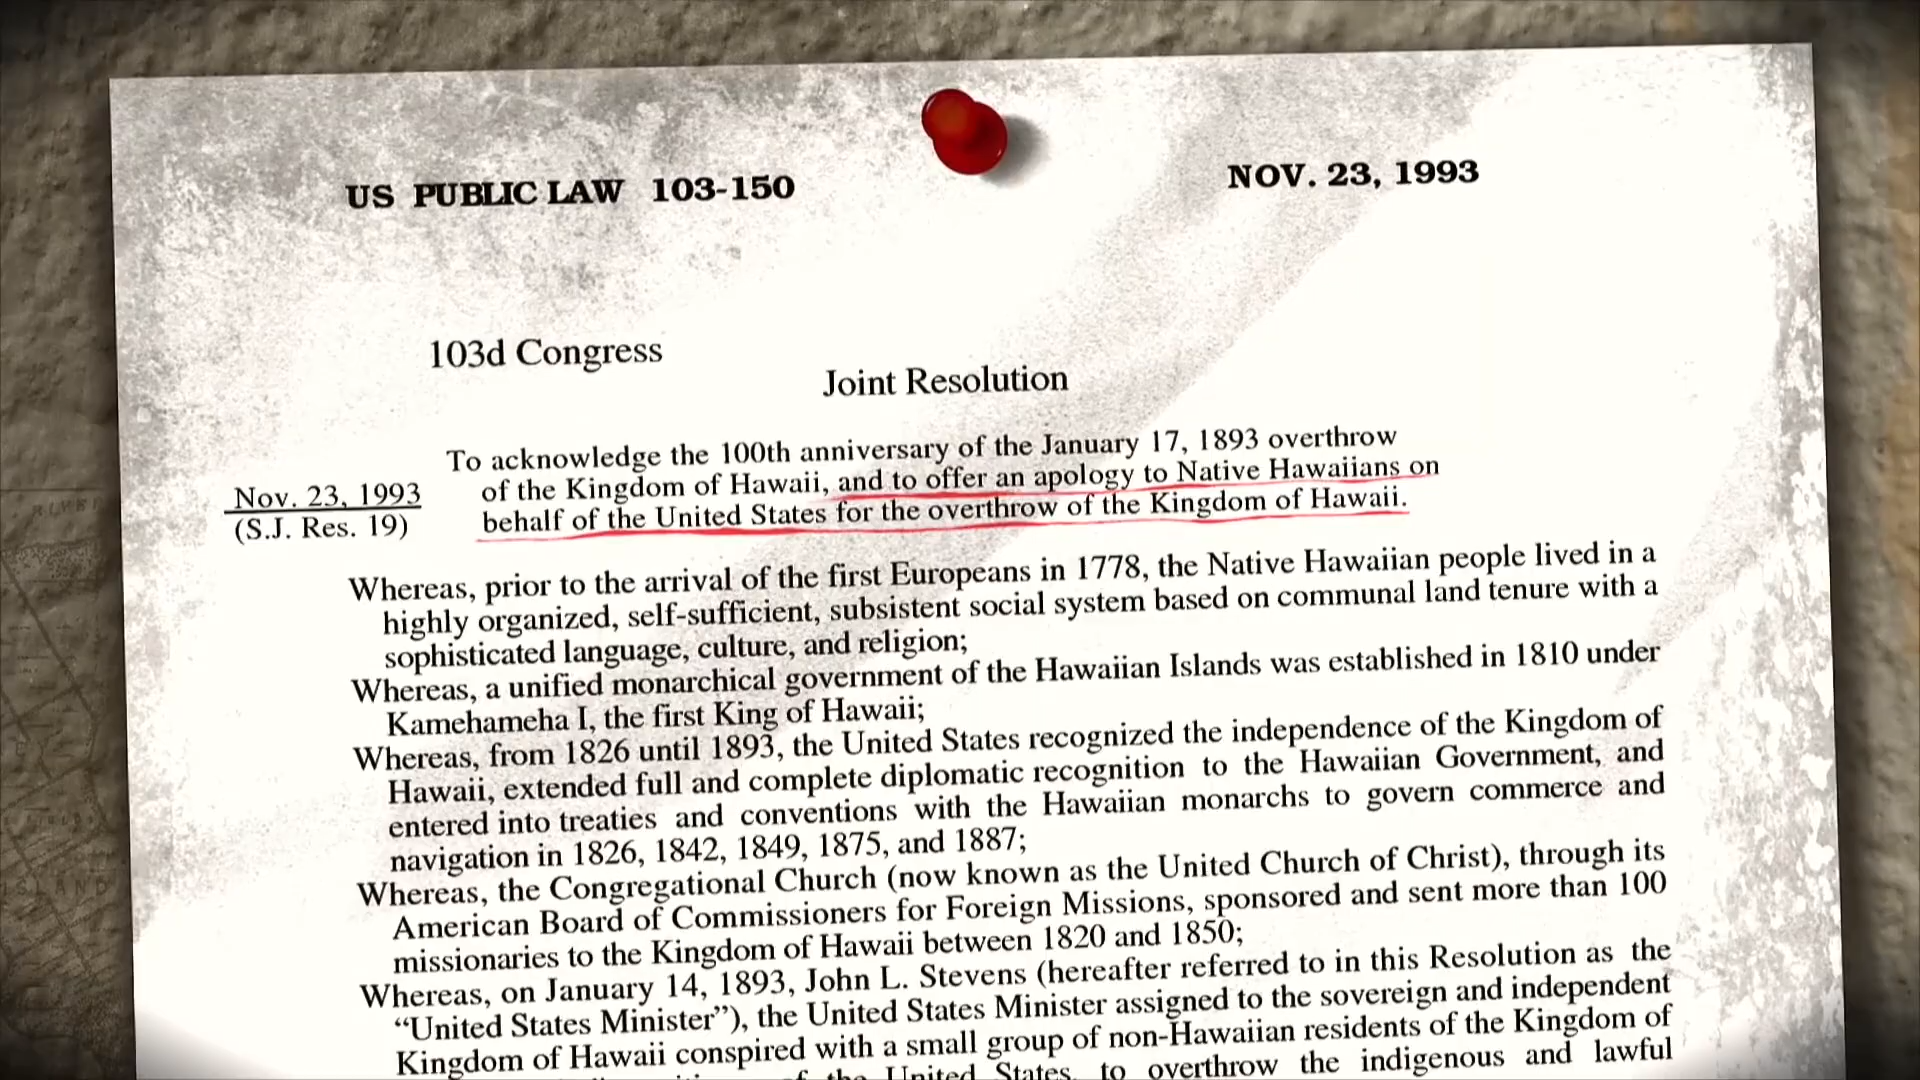 US PUBLIC LAW 103-150
NOV. 23, 1993
103d Congress
Joint Resolution
Nov. 23, 1993
(S.J. Res. 19)
To acknowledge the 100th anniversary of the January 17, 1893 overthrow
of the Kingdom of Hawaii, and to offer an apology to Native Hawaiians on
behalf of the United States for the overthrow of the Kingdom of Hawaii.
Whereas, prior to the arrival of the first Europeans in 1778, the Native Hawaiian people lived in a
highly organized, self-sufficient, subsistent social system based on communal land tenure with a
sophisticated language, culture, and religion;
Whereas, a unified monarchical government of the Hawaiian Islands was established in 1810 under
Kamehameha I, the first King of Hawaii;
Whereas, from 1826 until 1893, the United States recognized the independence of the Kingdom of
Hawaii, extended full and complete diplomatic recognition to the Hawaiian Government, and
entered into treaties and conventions with the Hawaiian monarchs to govern commerce and
navigation in 1826, 1842, 1849, 1875, and 1887;
Whereas, the Congregational Church (now known as the United Church of Christ), through its
American Board of Commissioners for Foreign Missions, sponsored and sent more than 100
missionaries to the Kingdom of Hawaii between 1820 and 1850;
Whereas, on January 14, 1893, John L. Stevens (hereafter referred to in this Resolution as the
“United States Minister”), the United States Minister assigned to the sovereign and independent
Kingdom of Hawaii conspired with a small group of non-Hawaiian residents of the Kingdom of
of the United States, to overthrow the indigenous and lawful